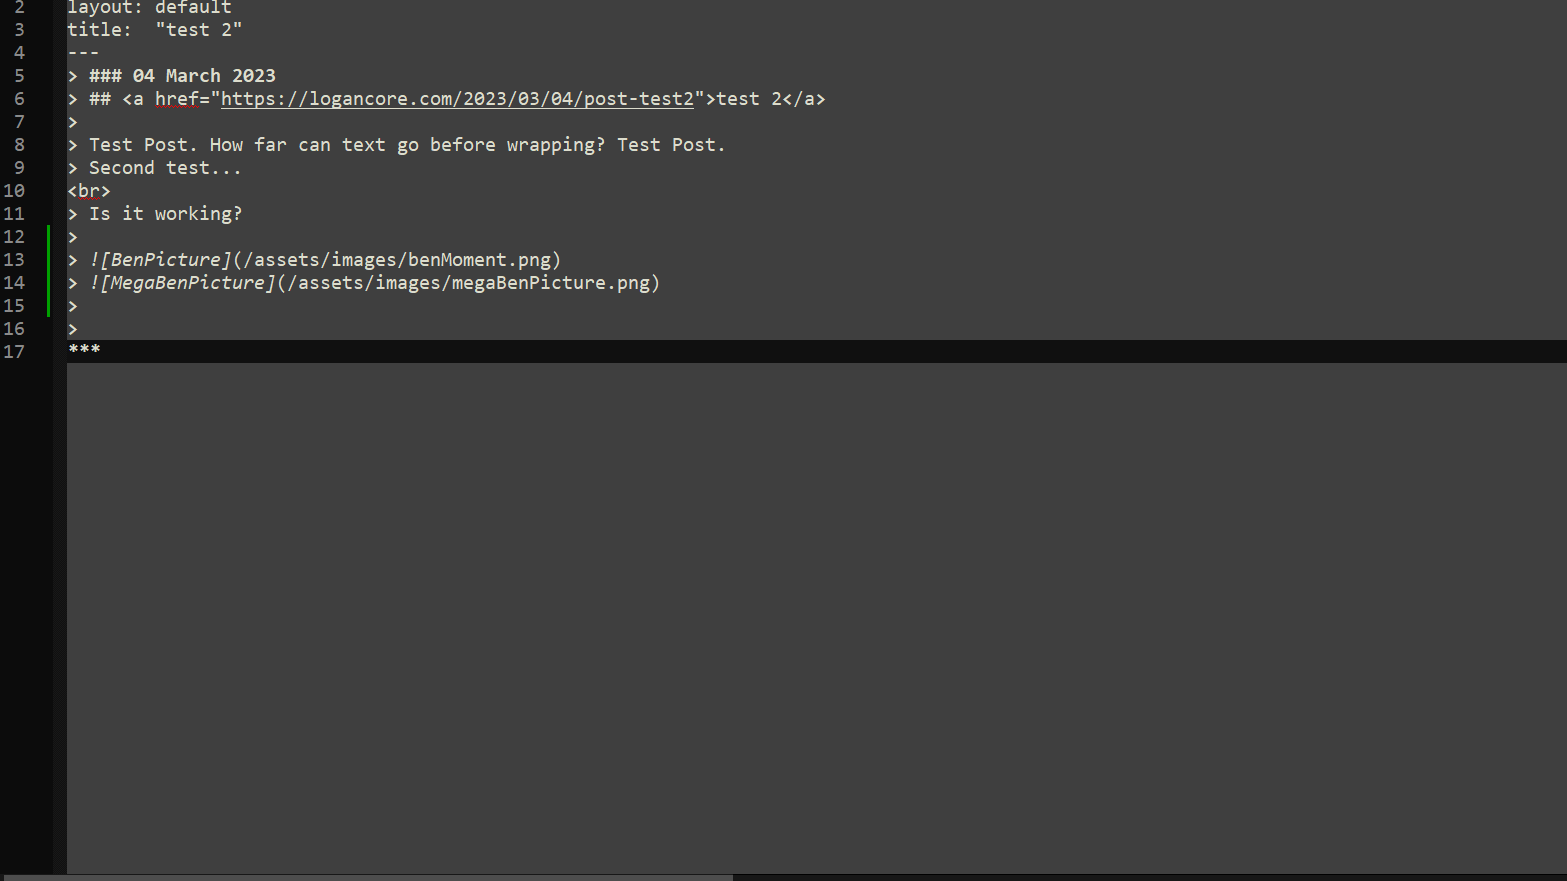 2 layout: default
3 title:  "test 2"
4 ---
5 > ### 04 March 2023
6 > ## <a href="https://logancore.com/2023/03/04/post-test2">test 2</a>
7 >
8 > Test Post. How far can text go before wrapping? Test Post.
9 > Second test...
10 <br>
11 > Is it working?
12 >
13 > ![BenPicture](/assets/images/benMoment.png)
14 > ![MegaBenPicture](/assets/images/megaBenPicture.png)
15 >
16 >
17 ***